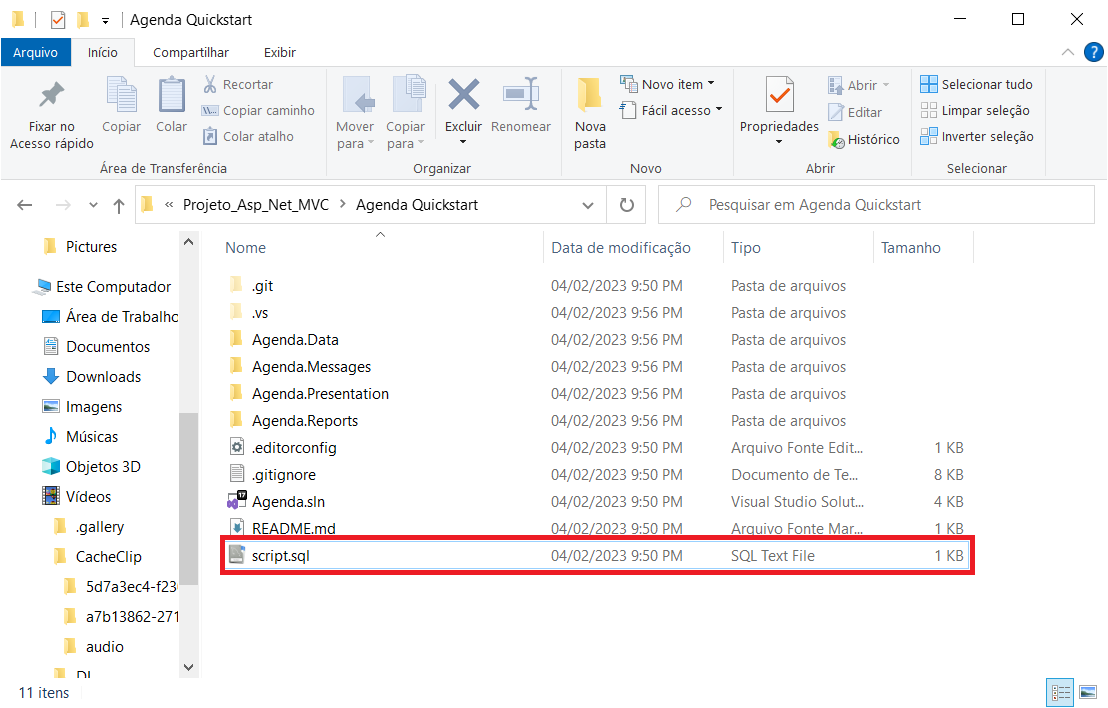 Agenda Quickstart
Arquivo Início Compartilhar Exibir ?
Fixar no
Acesso rápido
Copiar
Colar
Recortar
Copiar caminho
Colar atalho
Área de Transferência
Mover
para
Copiar
para
Excluir
Renomear
Organizar
Nova
pasta
Novo item
Fácil acesso
Novo
Propriedades
Abrir
Editar
Histórico
Abrir
Selecionar tudo
Limpar seleção
Inverter seleção
Selecionar
« Projeto_Asp_Net_MVC > Agenda Quickstart
Pesquisar em Agenda Quickstart
Pictures
Este Computador
Área de Trabalho
Documentos
Downloads
Imagens
Músicas
Objetos 3D
Vídeos
.gallery
CacheClip
5d7a3ec4-f23
a7b13862-271
audio
Nome Data de modificação Tipo Tamanho
.git 04/02/2023 9:50 PM Pasta de arquivos
.vs 04/02/2023 9:56 PM Pasta de arquivos
Agenda.Data 04/02/2023 9:56 PM Pasta de arquivos
Agenda.Messages 04/02/2023 9:56 PM Pasta de arquivos
Agenda.Presentation 04/02/2023 9:56 PM Pasta de arquivos
Agenda.Reports 04/02/2023 9:56 PM Pasta de arquivos
.editorconfig 04/02/2023 9:50 PM Arquivo Fonte Edit... 1 KB
.gitignore 04/02/2023 9:50 PM Documento de Te... 8 KB
17
Agenda.sln 04/02/2023 9:50 PM Visual Studio Solut... 4 KB
README.md 04/02/2023 9:50 PM Arquivo Fonte Mar... 1 KB
script.sql 04/02/2023 9:50 PM SQL Text File 1 KB
11 itens